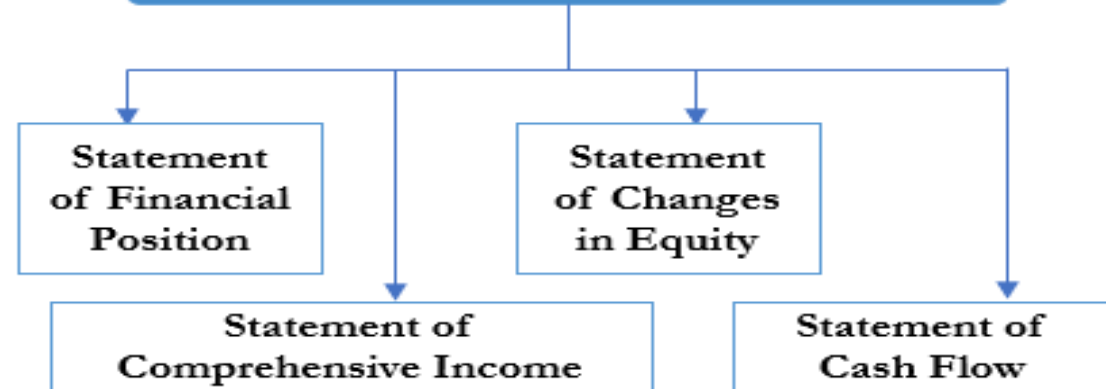 Statement
of Financial
Position
Statement
of Changes
in Equity
Statement of
Comprehensive Income
Statement of
Cash Flow